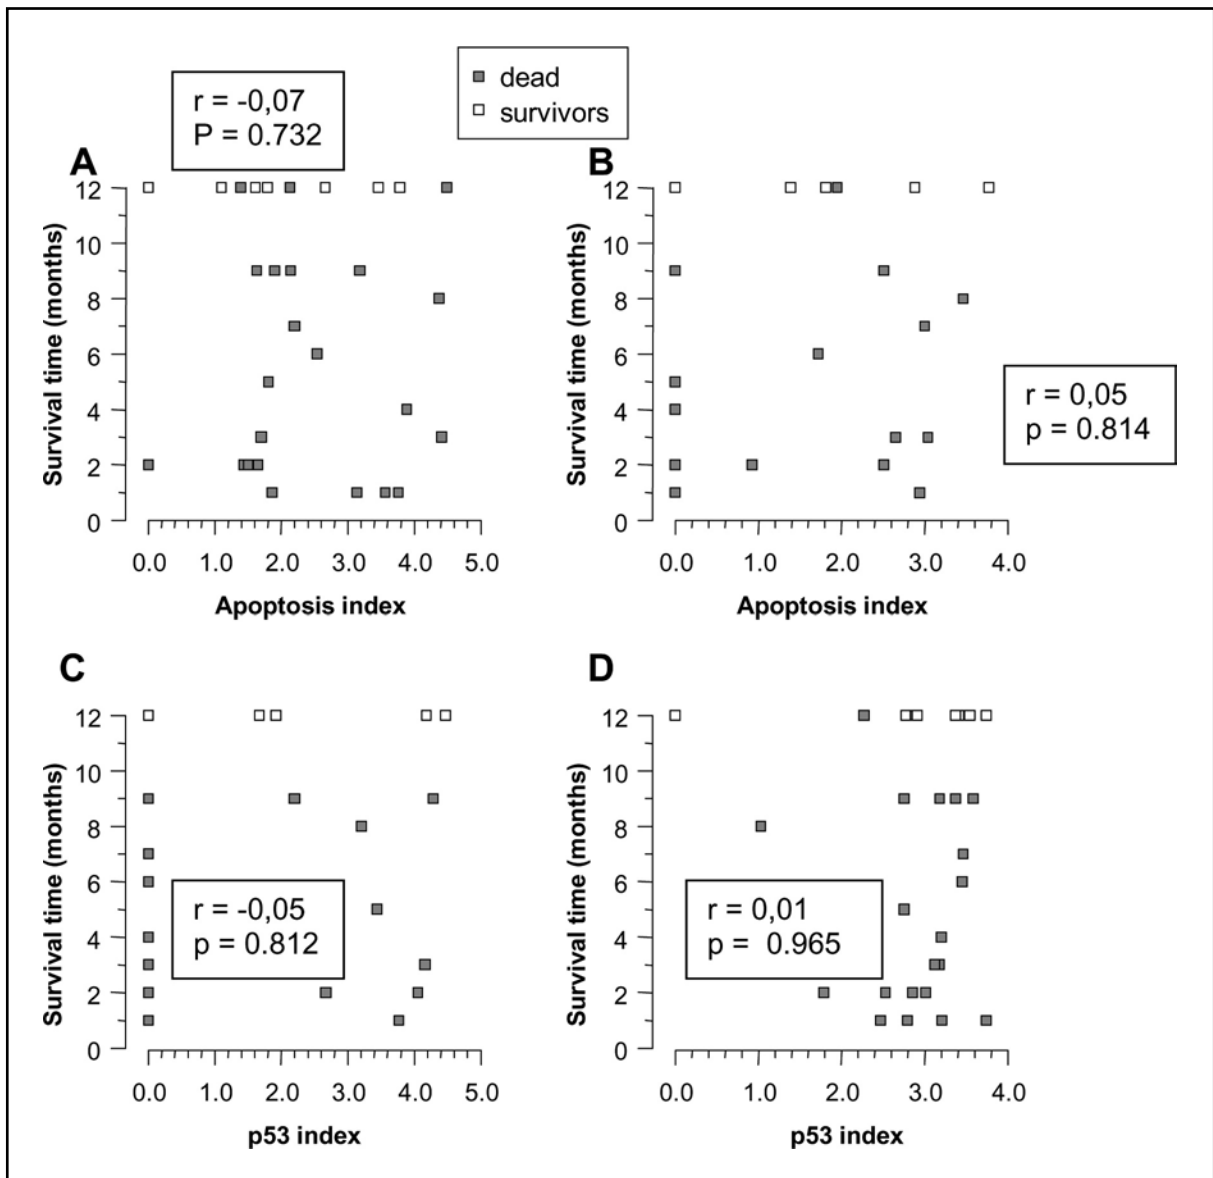 dead
survivors
r = -0,07
P = 0.732
A
12
10
8
6
4
2
0
Survival time (months)
0.0 1.0 2.0 3.0 4.0 5.0
Apoptosis index
B
12
10
8
6
4
2
0
Survival time (months)
r = 0,05
p = 0.814
0.0 1.0 2.0 3.0 4.0
Apoptosis index
C
12
10
8
6
4
2
0
Survival time (months)
r = -0,05
p = 0.812
0.0 1.0 2.0 3.0 4.0 5.0
p53 index
D
12
10
8
6
4
2
0
Survival time (months)
r = 0,01
p = 0.965
0.0 1.0 2.0 3.0 4.0
p53 index